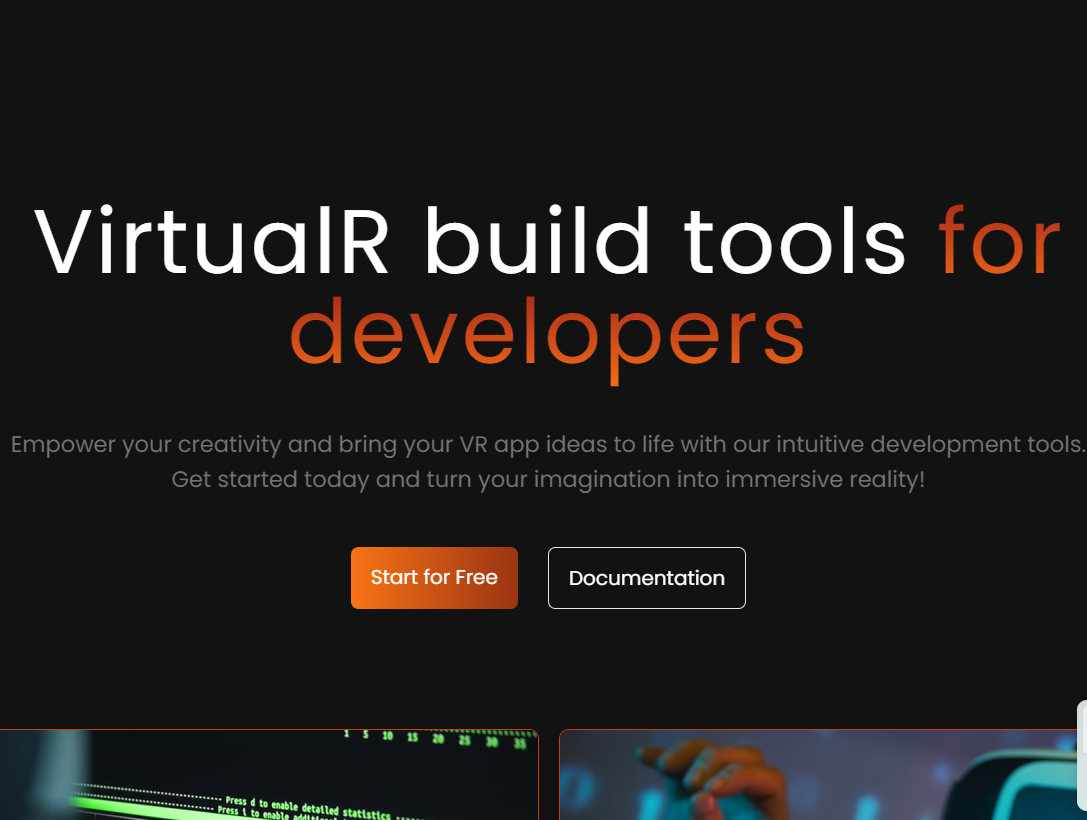 VirtualR build tools for
developers
Empower your creativity and bring your VR app ideas to life with our intuitive development tools.
Get started today and turn your imagination into immersive reality!
Start for Free
Documentation
1 5 10 15 20 25 30 35
Press d to enable detailed statistics
Press i to enable additional